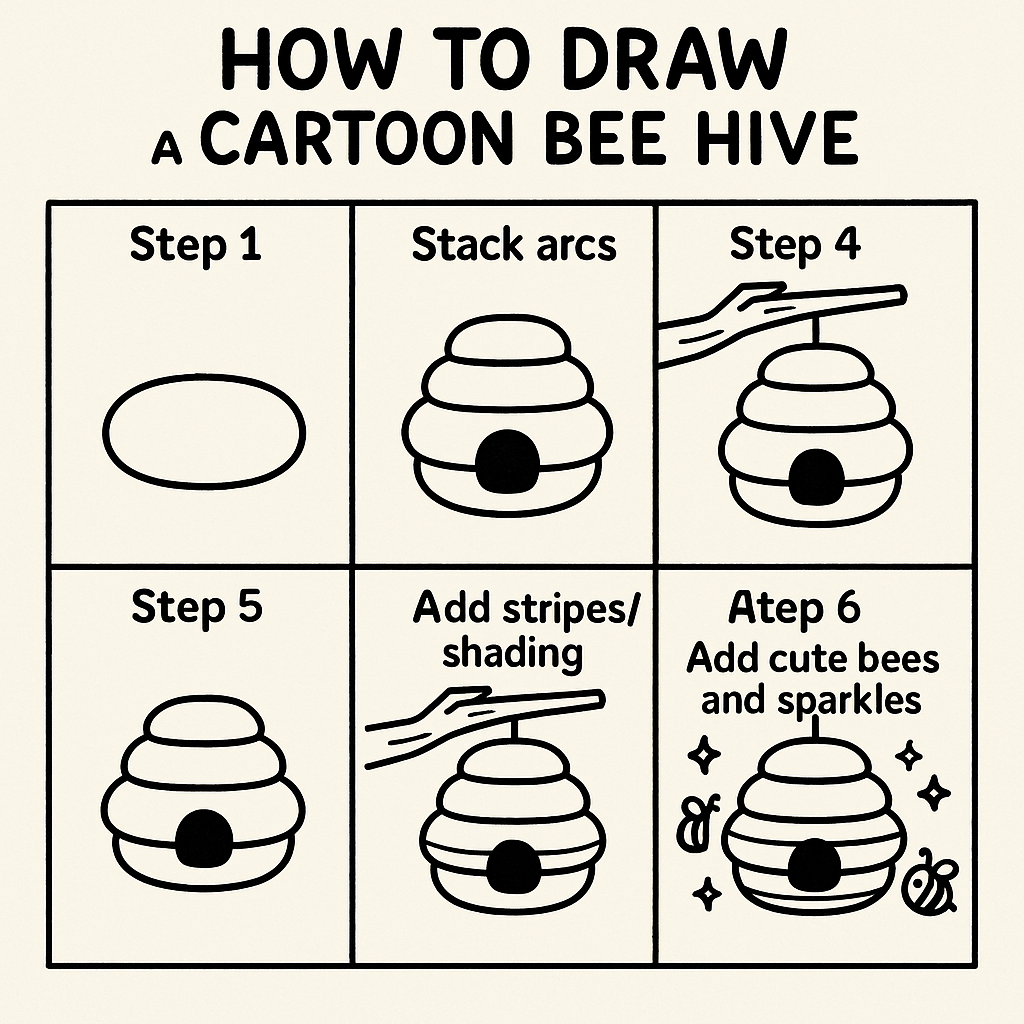 HOW TO DRAW
A CARTOON BEE HIVE
Step 1
Stack arcs
Step 4
Step 5
Add stripes/
shading
Atep 6
Add cute bees
and sparkles